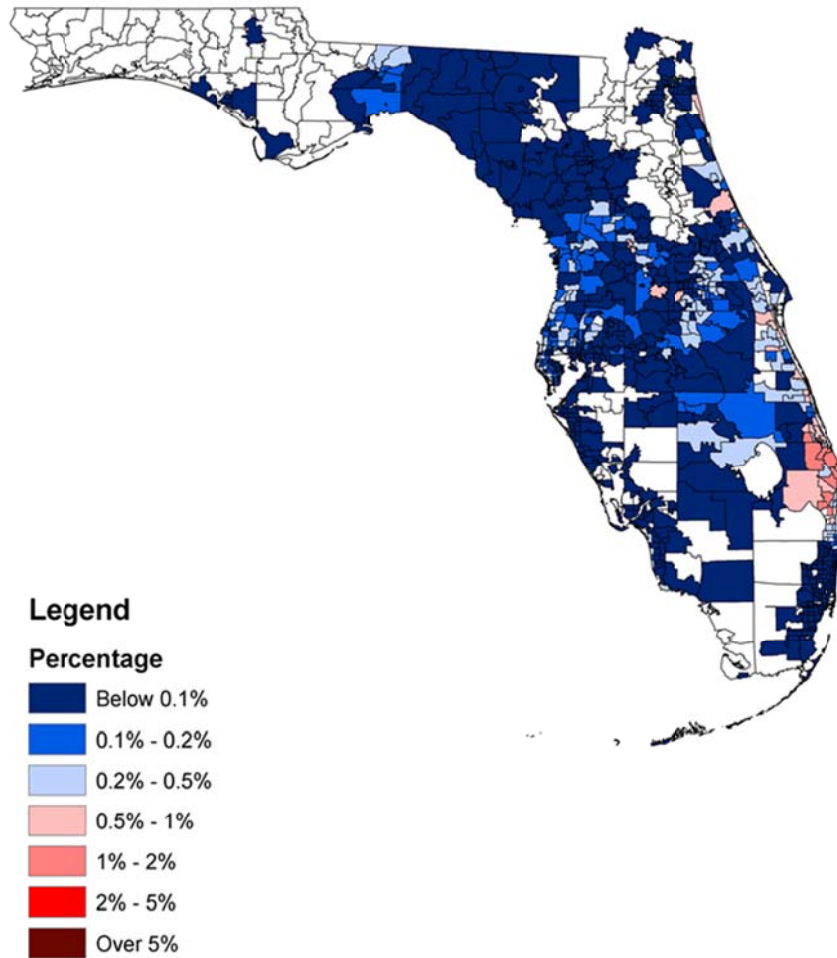 Legend
Percentage
Below 0.1%
0.1% - 0.2%
0.2% - 0.5%
0.5% - 1%
1% - 2%
2% - 5%
Over 5%